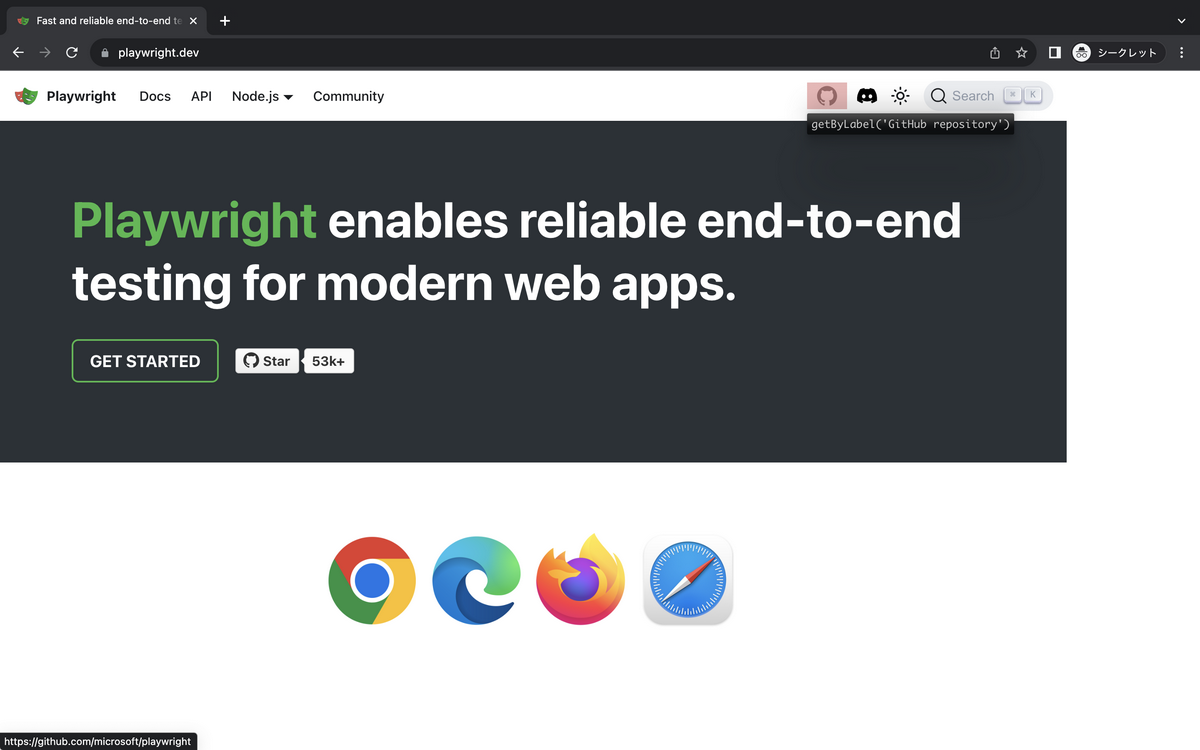 Fast and reliable end-to-end te
playwright.dev
シークレット
Playwright Docs API Node.js Community Search ⌘ K
getByLabel('GitHub repository')
Playwright enables reliable end-to-end
testing for modern web apps.
GET STARTED Star 53k+
https://github.com/microsoft/playwright